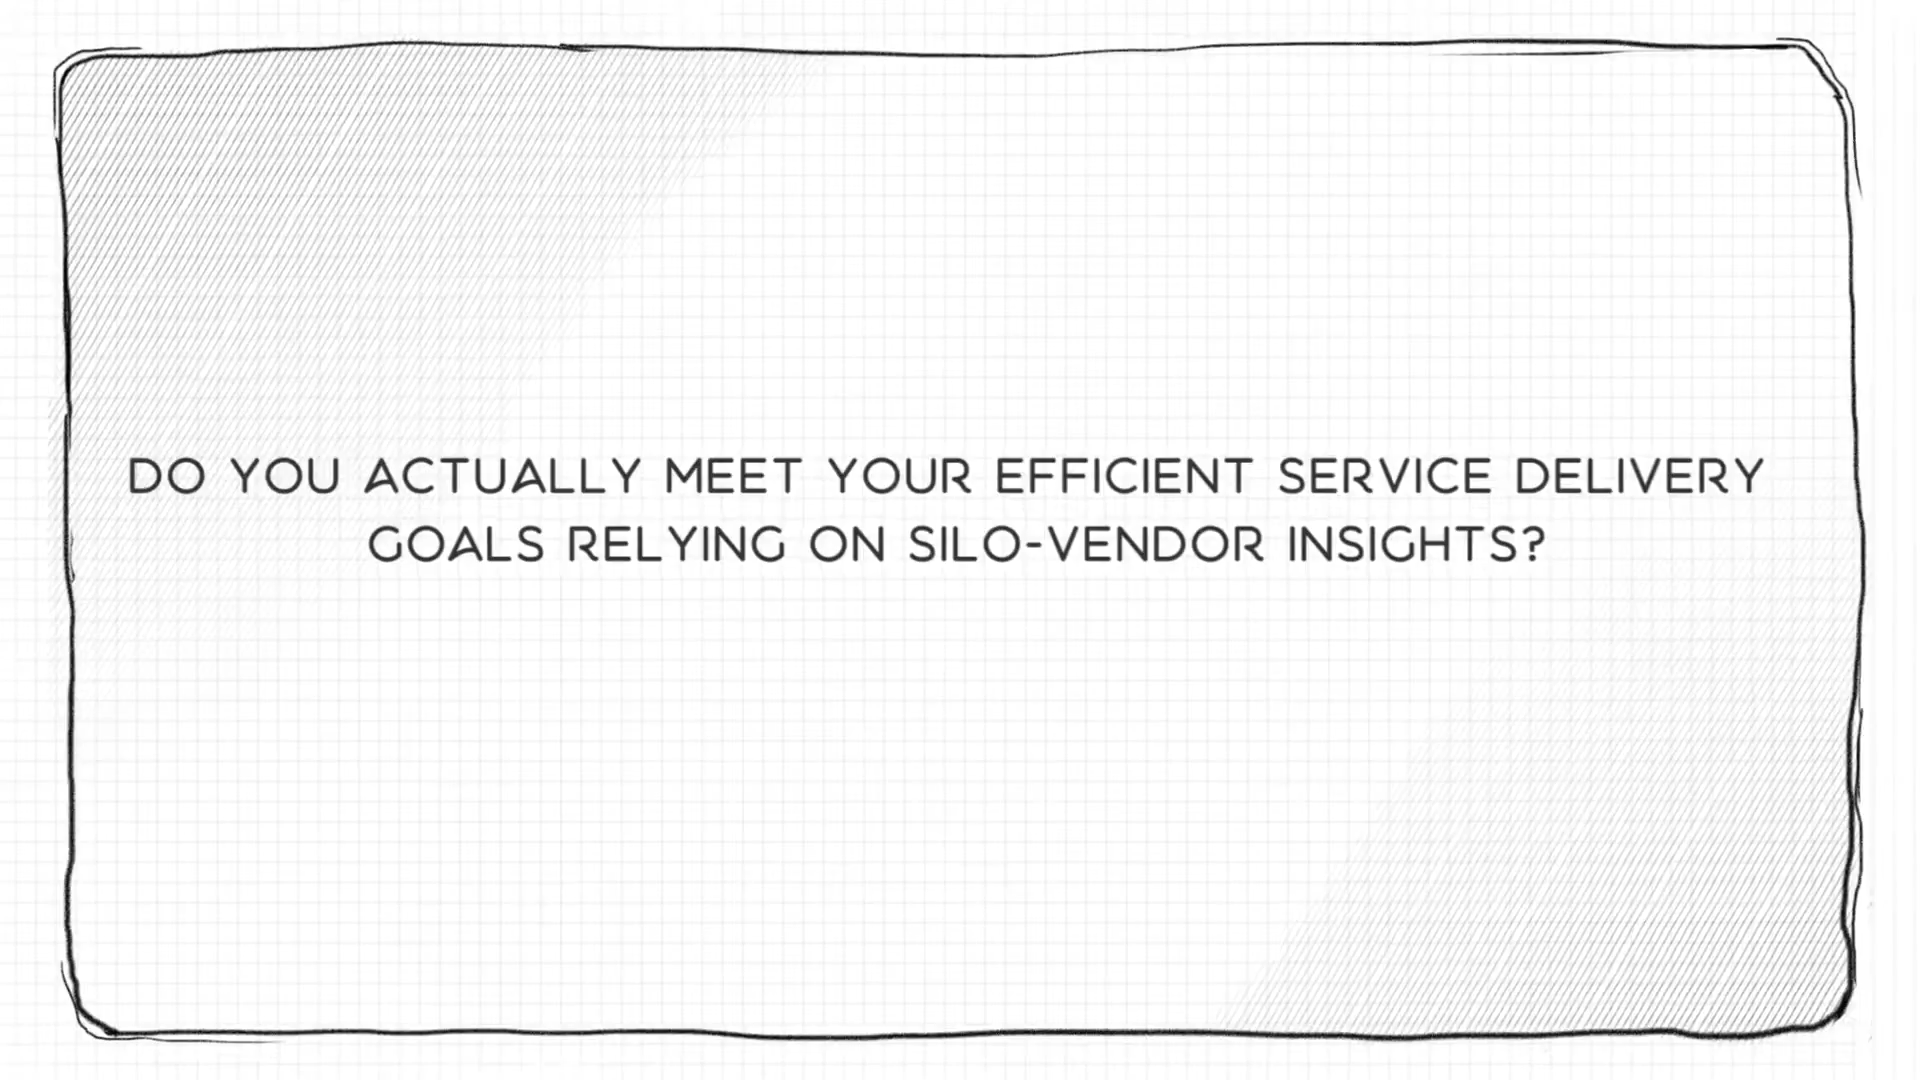 DO YOU ACTUALLY MEET YOUR EFFICIENT SERVICE DELIVERY
GOALS RELYING ON SILO-VENDOR INSIGHTS?